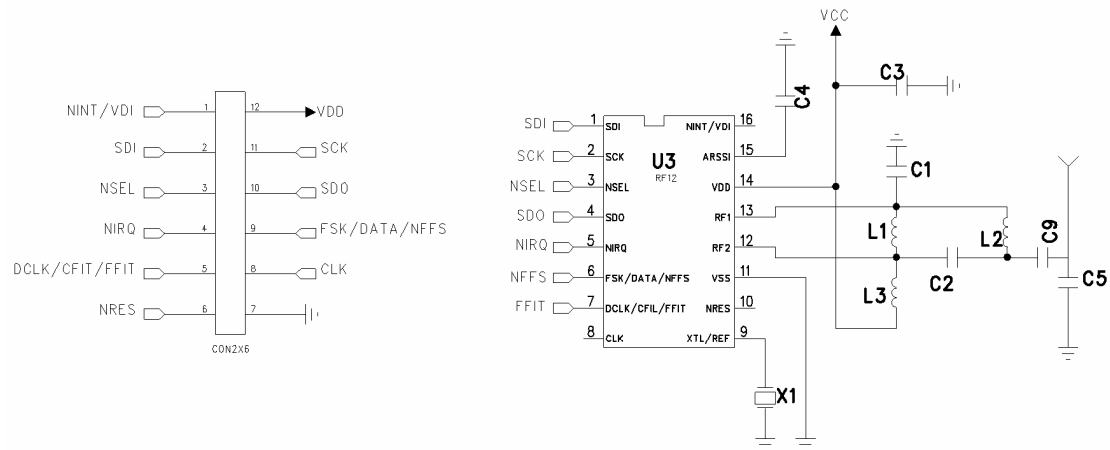 NINT/VDI 1 12 VDD
SDI 2 11 SCK
NSEL 3 10 SDO
NIRQ 4 9 FSK/DATA/NFFS
DCLK/CFIT/FFIT 5 8 CLK
NRES 6 7
CON2X6
VCC
C3
C4
SDI 1 SDI NINT/VDI 16
U3
RF12
SCK 2 SCK ARSSI 15
C1
NSEL 3 NSEL VDD 14
SDO 4 SDO RF1 13
L1 L2 C9
NIRQ 5 NIRQ RF2 12
NFFS 6 FSK/DATA/NFFS VSS 11
C2 C5
L3
FFIT 7 DCLK/CFIL/FFIT NRES 10
8 CLK XTL/REF 9
X1